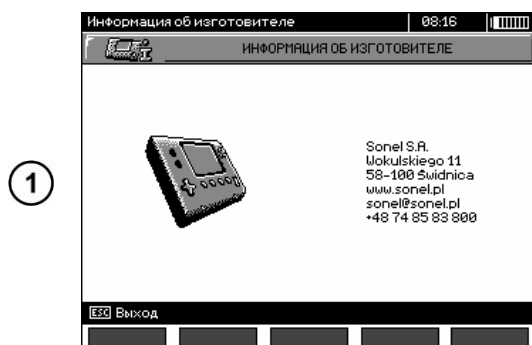 Информация об изготовителе 08:16
ИНФОРМАЦИЯ ОБ ИЗГОТОВИТЕЛЕ
1
Sonel S.A.
Wokulskiego 11
58-100 Świdnica
www.sonel.pl
sonel@sonel.pl
+48 74 85 83 800
ESC Выход